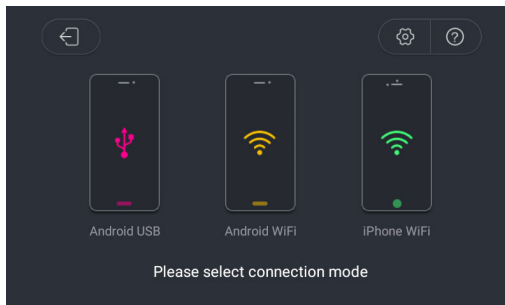 Android USB
Android WiFi
iPhone WiFi
Please select connection mode